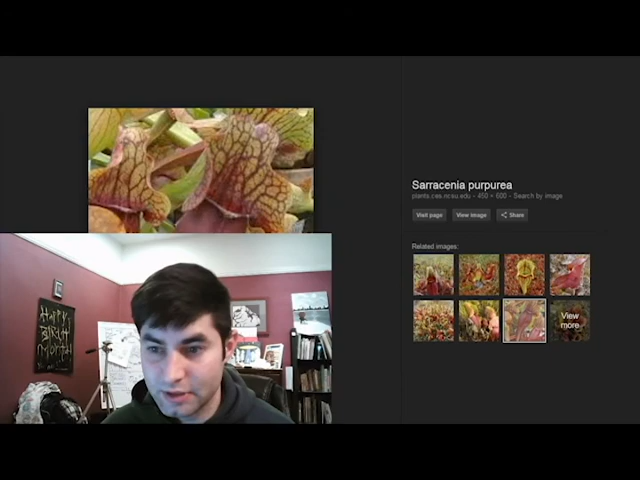 Sarracenia purpurea
plants.ces.ncsu.edu - 450 × 600 - Search by image
Visit page
View image
Share
Related images:
View
more
HAPPY
BIRTH
MONTH